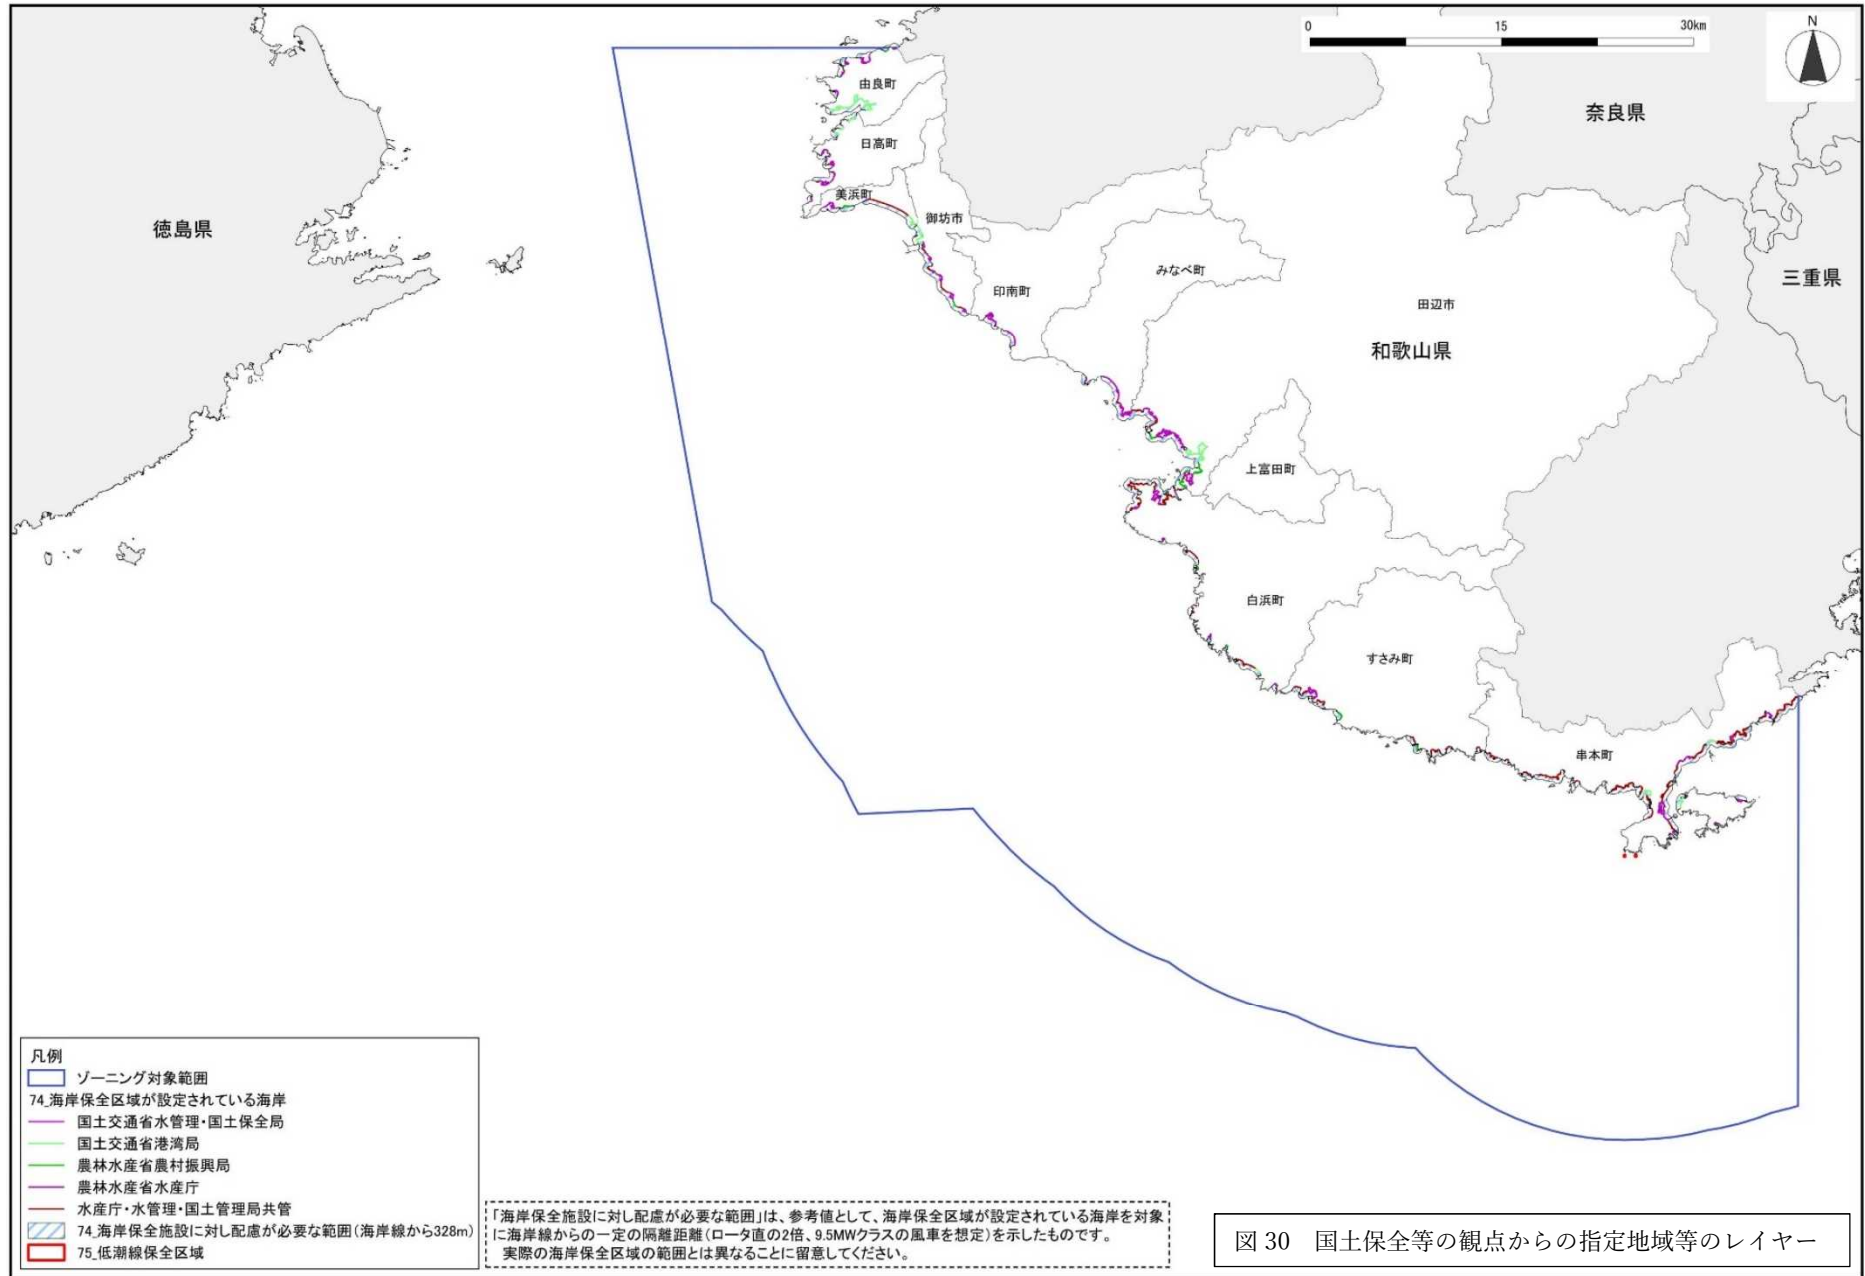 0 15 30km
N
由良町
奈良県
日高町
美浜町
徳島県
御坊市
みなべ町
三重県
印南町
田辺市
和歌山県
上富田町
白浜町
すさみ町
串本町
凡例
ゾーニング対象範囲
74_海岸保全区域が設定されている海岸
国土交通省水管理・国土保全局
国土交通省港湾局
農林水産省農村振興局
農林水産省水産庁
水産庁・水管理・国土管理局共管
74_海岸保全施設に対し配慮が必要な範囲(海岸線から328m)
75_低潮線保全区域
「海岸保全施設に対し配慮が必要な範囲」は、参考値として、海岸保全区域が設定されている海岸を対象
に海岸線からの一定の隔離距離(ロータ直の2倍、9.5MWクラスの風車を想定)を示したものです。
実際の海岸保全区域の範囲とは異なることに留意してください。
図 30 国土保全等の観点からの指定地域等のレイヤー